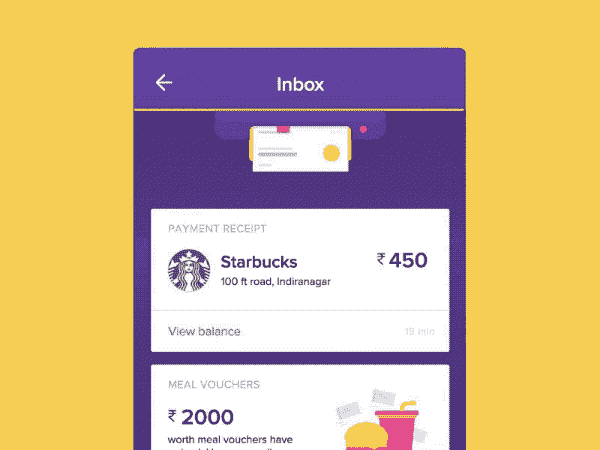 Inbox
PAYMENT RECEIPT
Starbucks
₹ 450
100 ft road, Indiranagar
View balance
19 min
MEAL VOUCHERS
₹ 2000
worth meal vouchers have